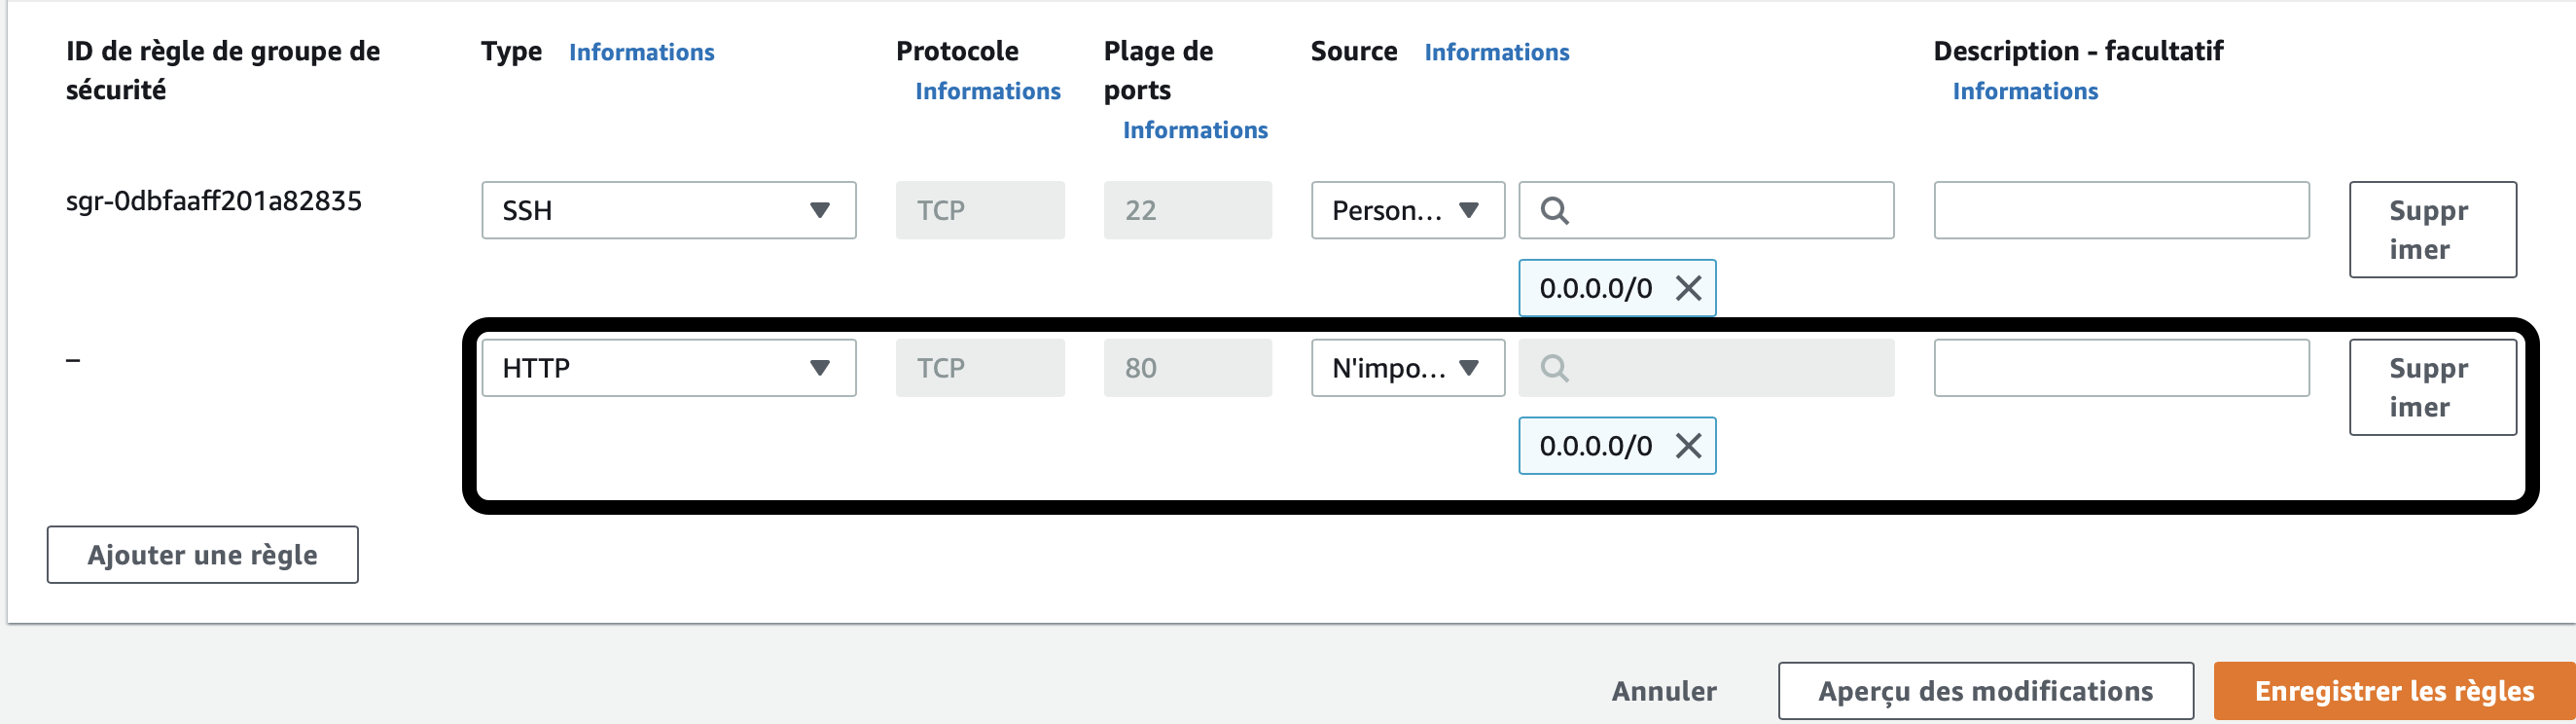 ID de règle de groupe de sécurité
Type Informations
Protocole Informations
Plage de ports Informations
Source Informations
Description - facultatif Informations
sgr-0dbfaaff201a82835
SSH
TCP
22
Person...
0.0.0.0/0
Supprimer
–
HTTP
TCP
80
N'impo...
0.0.0.0/0
Supprimer
Ajouter une règle
Annuler
Aperçu des modifications
Enregistrer les règles